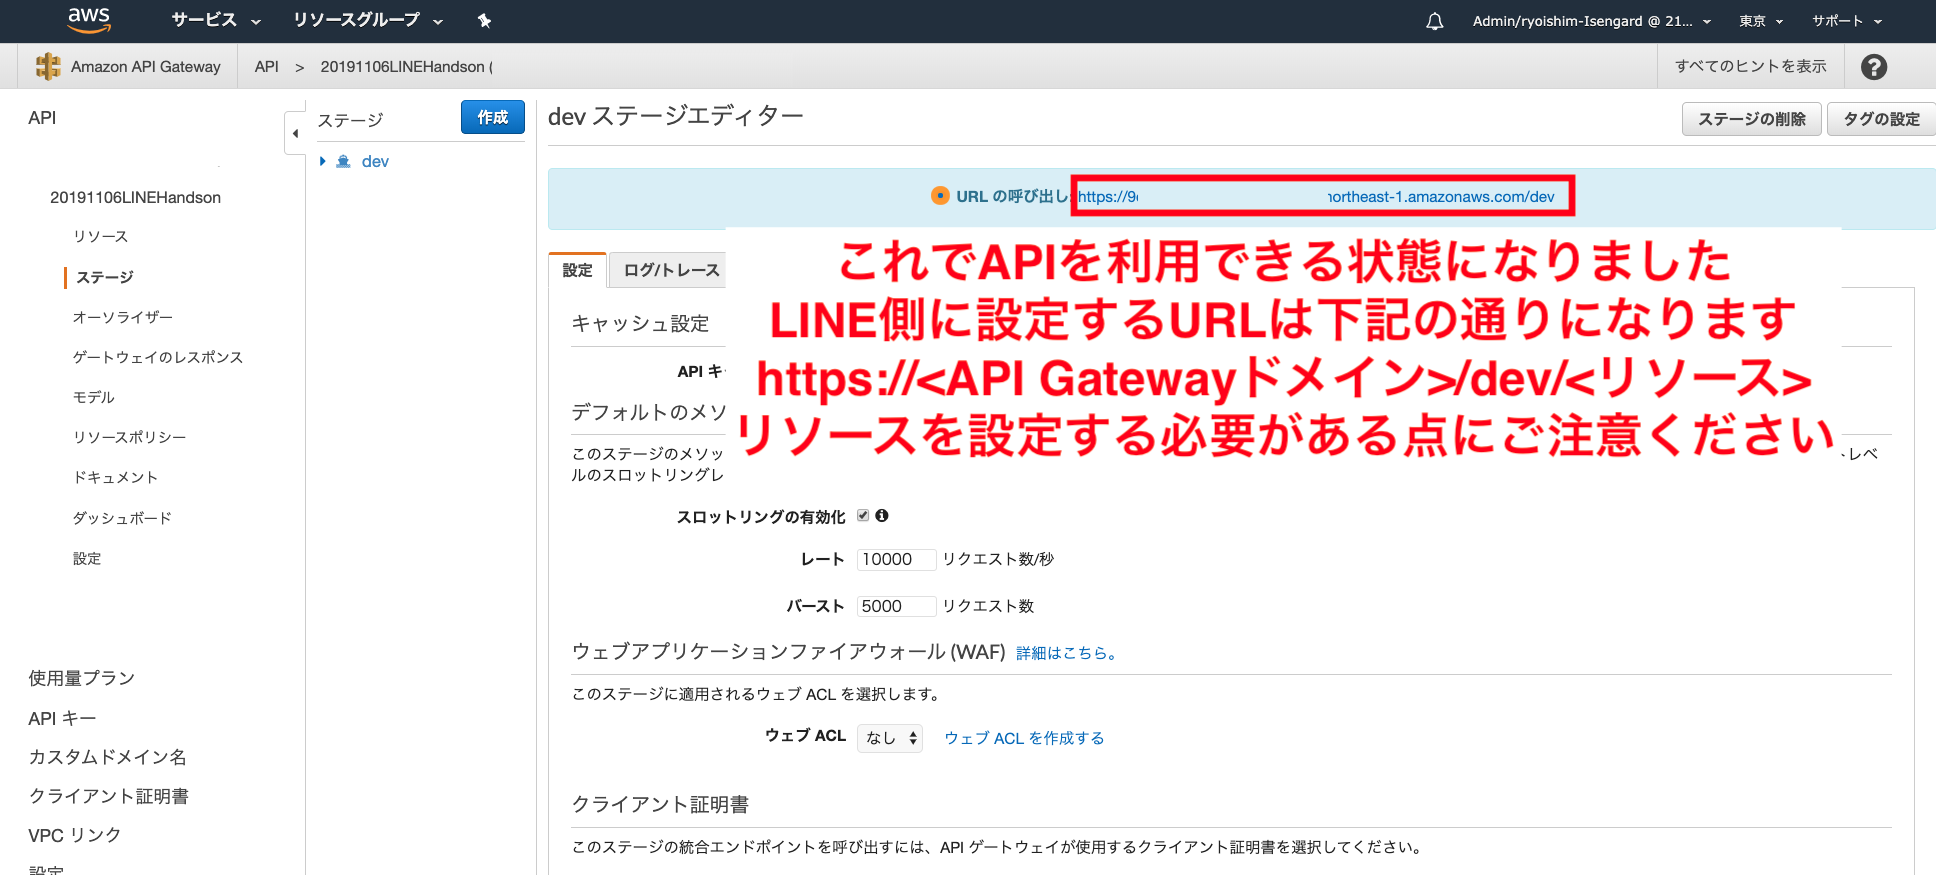 aws サービス リソースグループ Admin/ryoishim-Isengard @ 21... 東京 サポート
Amazon API Gateway API > 20191106LINEHandson ( すべてのヒントを表示 ?
API
20191106LINEHandson
リソース
ステージ
オーソライザー
ゲートウェイのレスポンス
モデル
リソースポリシー
ドキュメント
ダッシュボード
設定
使用量プラン
API キー
カスタムドメイン名
クライアント証明書
VPC リンク
設定
ステージ 作成
dev
dev ステージエディター ステージの削除 タグの設定
URL の呼び出し: https://9 northeast-1.amazonaws.com/dev
これでAPIを利用できる状態になりました
LINE側に設定するURLは下記の通りになります
https://<API Gatewayドメイン>/dev/<リソース>
リソースを設定する必要がある点にご注意ください
設定 ログ/トレース
キャッシュ設定
API キ
デフォルトのメソ
このステージのメソッ トレベ
ルのスロットリングレ
スロットリングの有効化
レート 10000 リクエスト数/秒
バースト 5000 リクエスト数
ウェブアプリケーションファイアウォール (WAF) 詳細はこちら。
このステージに適用されるウェブ ACL を選択します。
ウェブ ACL なし ウェブ ACL を作成する
クライアント証明書
このステージの統合エンドポイントを呼び出すには、API ゲートウェイが使用するクライアント証明書を選択してください。